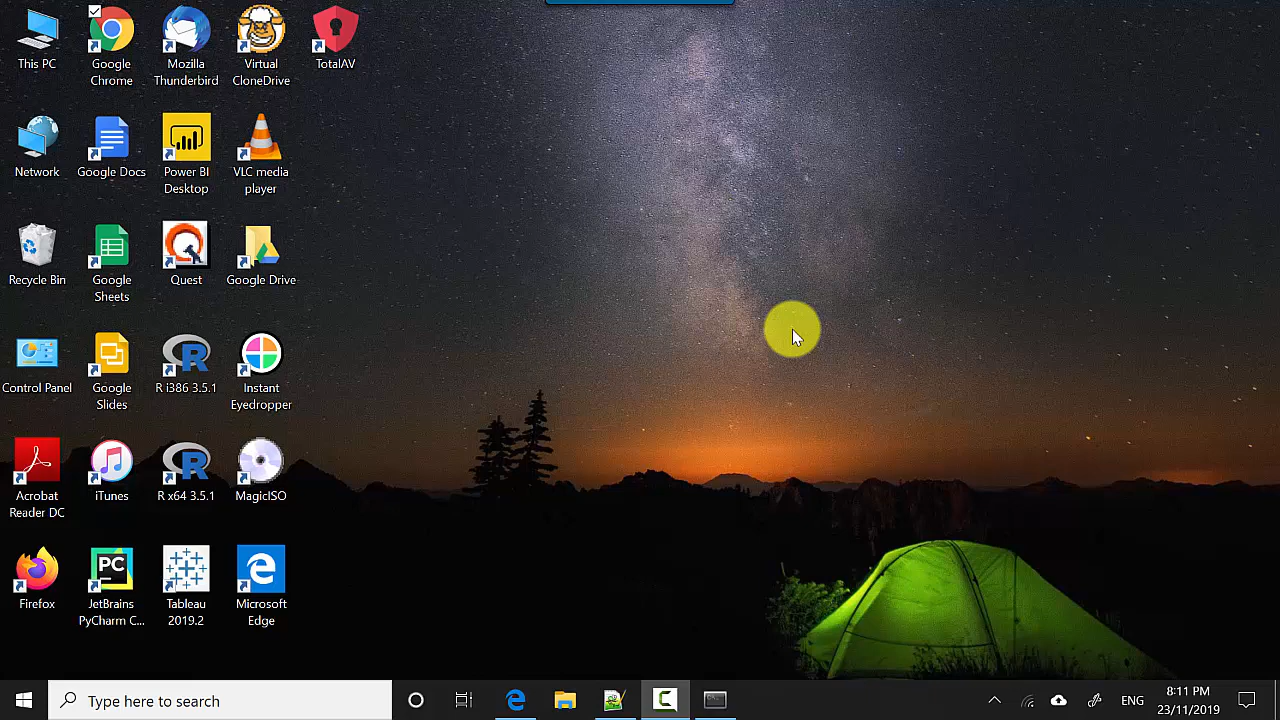 This PC
Google
Chrome
Mozilla
Thunderbird
Virtual
CloneDrive
TotalAV
Network
Google Docs
Power BI
Desktop
VLC media
player
Recycle Bin
Google
Sheets
Quest
Google Drive
Control Panel
Google
Slides
R i386 3.5.1
Instant
Eyedropper
Acrobat
Reader DC
iTunes
R x64 3.5.1
MagicISO
Firefox
PC
JetBrains
PyCharm C...
Tableau
2019.2
Microsoft
Edge
Type here to search
ENG
8:11 PM
23/11/2019